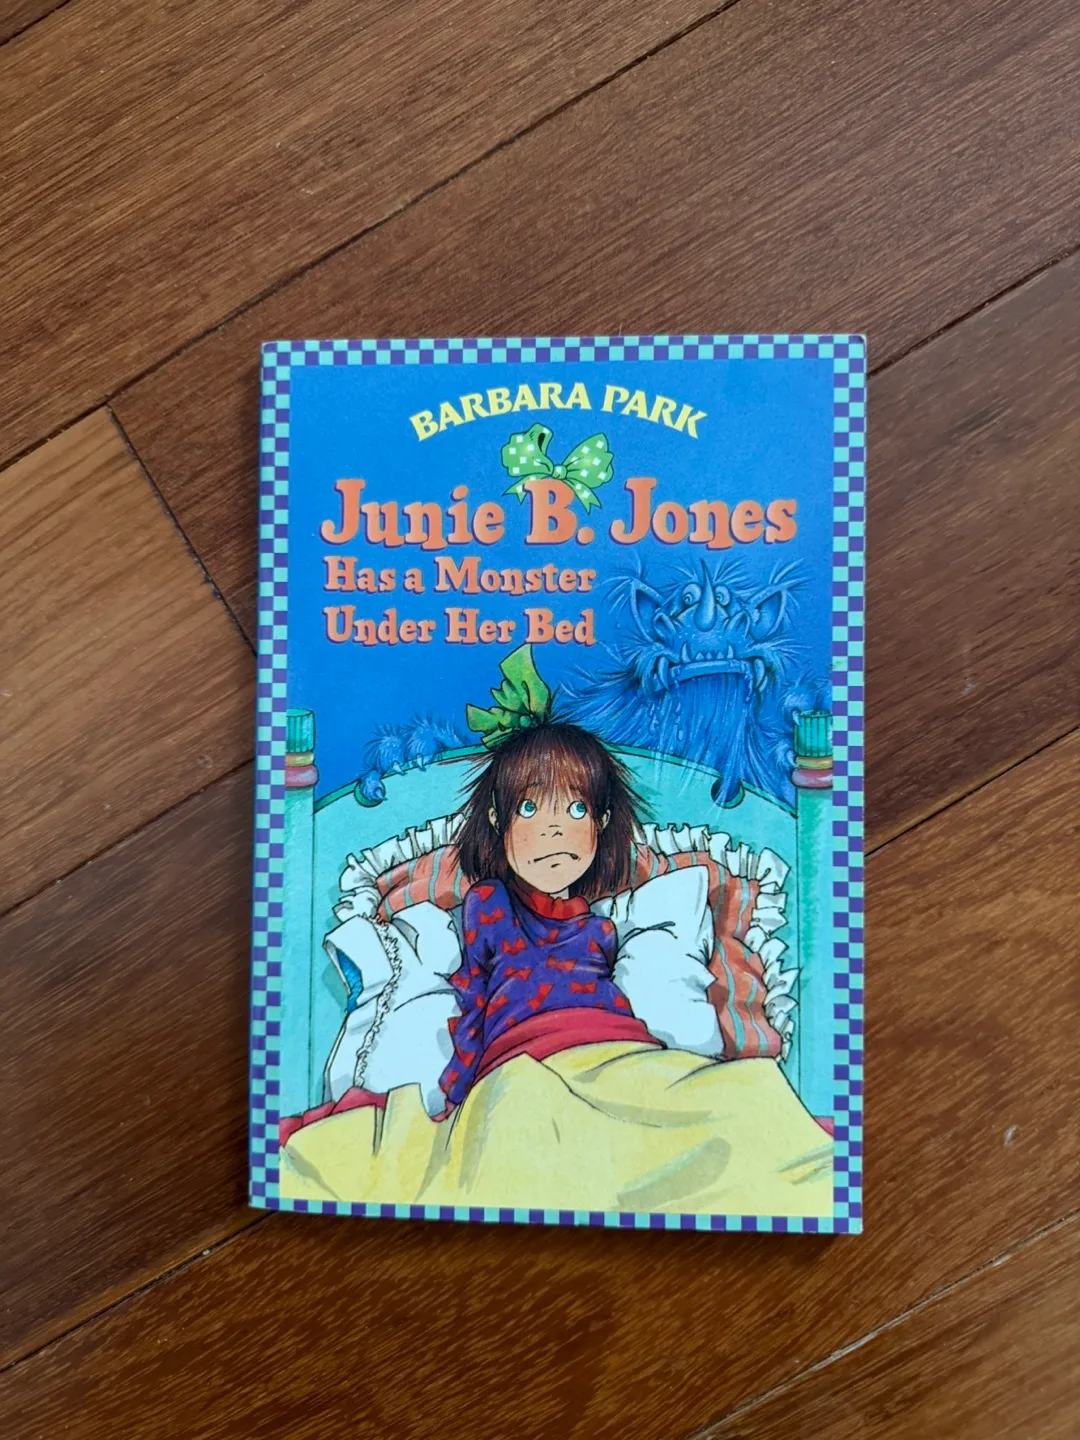 BARBARA PARK
Junie B. Jones
Has a Monster
Under Her Bed